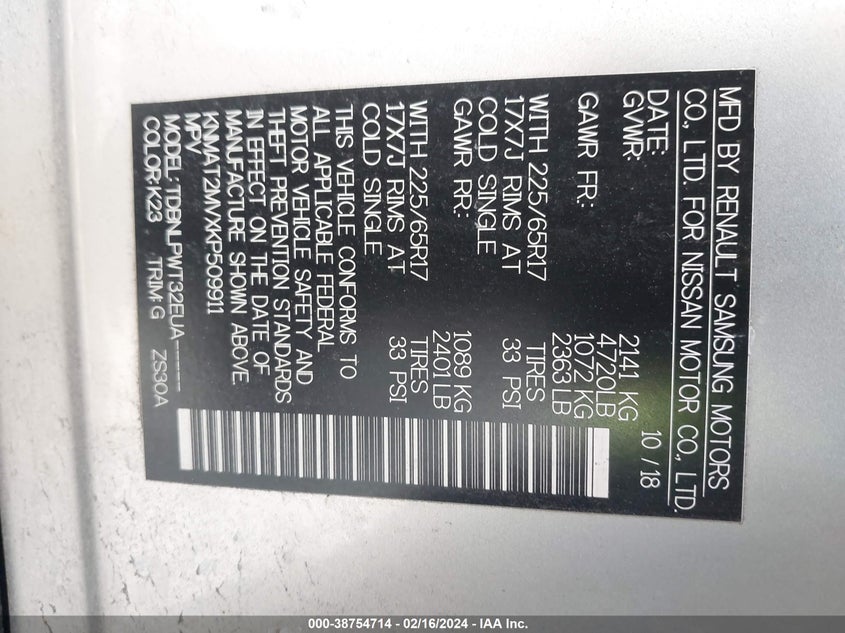 MFD BY RENAULT SAMSUNG MOTORS
CO., LTD. FOR NISSAN MOTOR CO., LTD.
DATE: 10 /18
GVWR: 2141 KG
4720LB
GAWR FR: 1072 KG
2363 LB
WITH 225/65R17 TIRES
17X7J RIMS AT 33 PSI
COLD SINGLE
GAWR RR: 1089 KG
2401 LB
WITH 225/65R17 TIRES
17X7J RIMS AT 33 PSI
COLD SINGLE
THIS VEHICLE CONFORMS TO
ALL APPLICABLE FEDERAL
MOTOR VEHICLE SAFETY AND
THEFT PREVENTION STANDARDS
IN EFFECT ON THE DATE OF
MANUFACTURE SHOWN ABOVE.
KNMAT2MVXKP509911
MPV
MODEL: TDBNLPWT32EUA-----
COLOR: K23 TRIM: G ZS30A
000-38754714 - 02/16/2024 - IAA Inc.